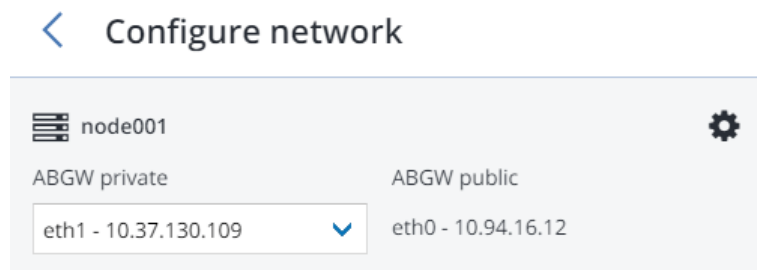 Configure network
node001
ABGW private ABGW public
eth1 - 10.37.130.109 eth0 - 10.94.16.12